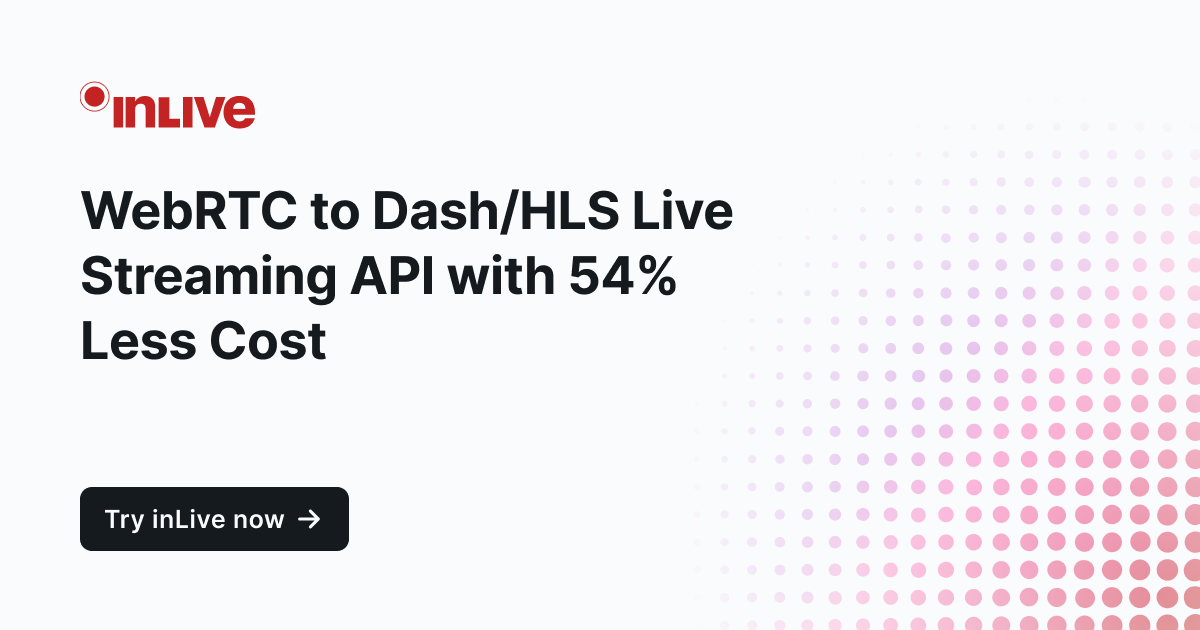 inLive
WebRTC to Dash/HLS Live
Streaming API with 54%
Less Cost
Try inLive now →